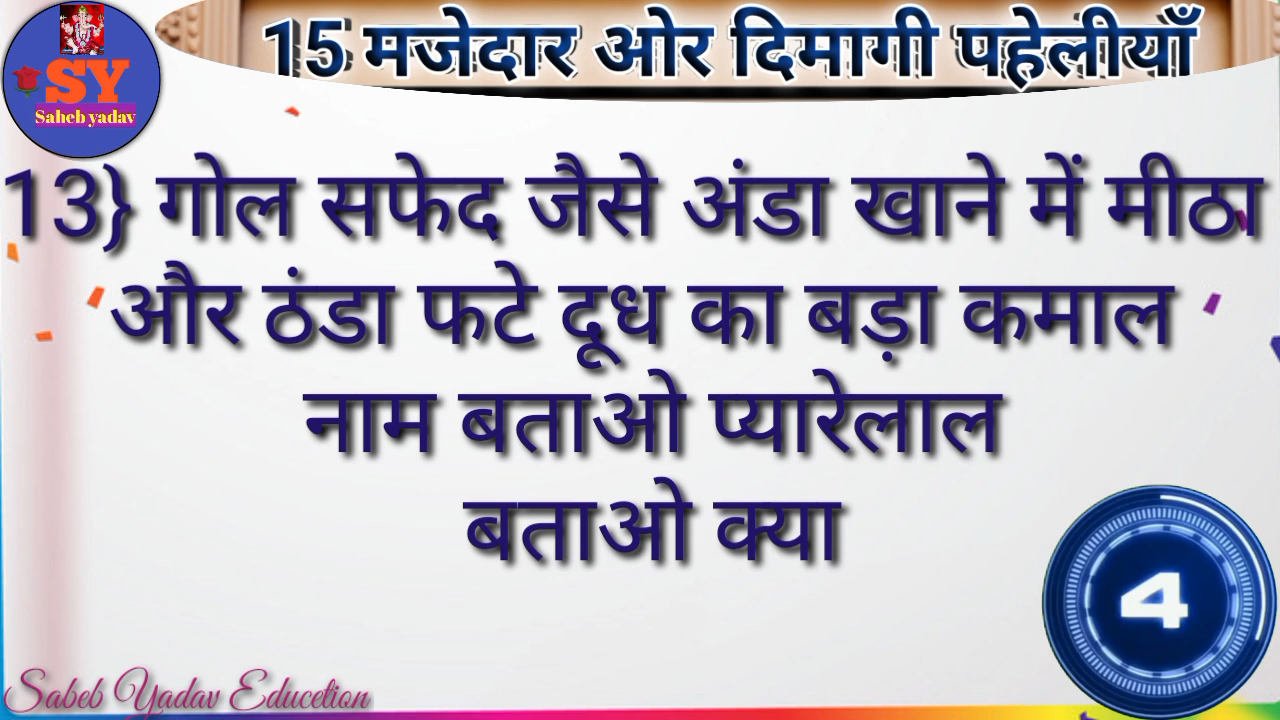 SY
Saheb yadav
15 मजेदार ओर दिमागी पहेलीयाँ
13} गोल सफेद जैसे अंडा खाने में मीठा
और ठंडा फटे दूध का बड़ा कमाल
नाम बताओ प्यारेलाल
बताओ क्या
4
Sabeb Yadav Educetion